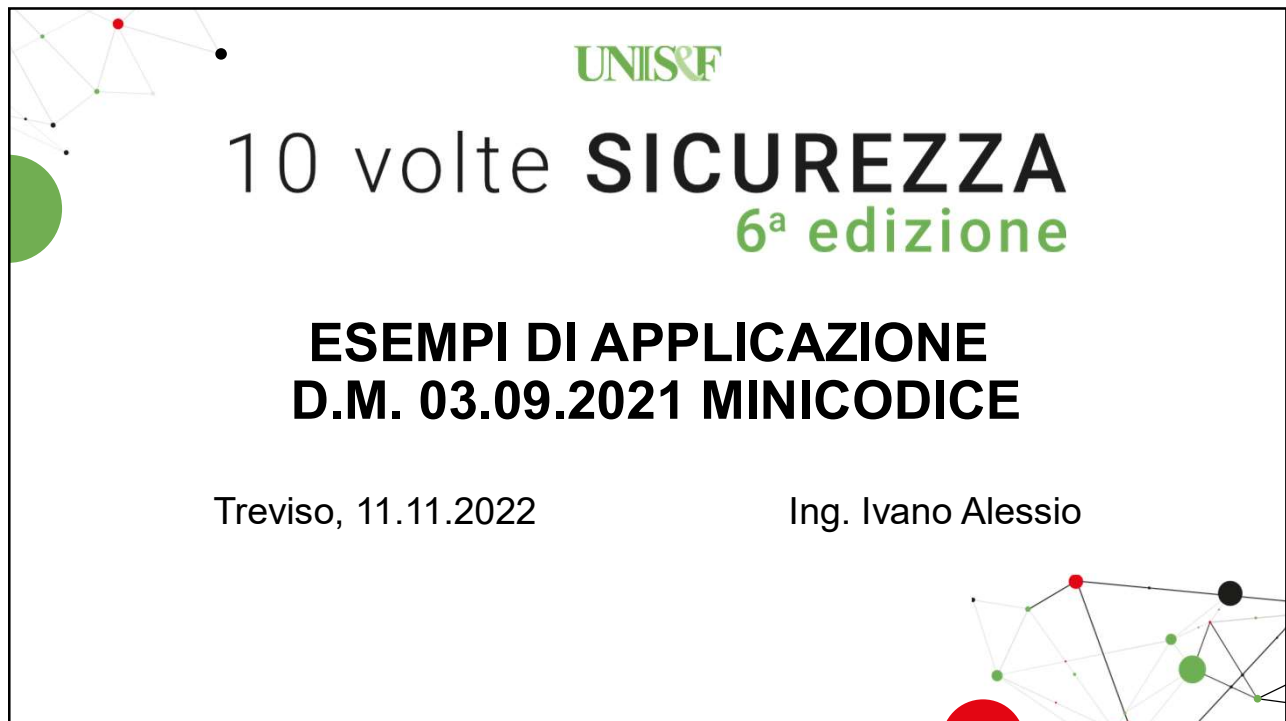 UNIS&F
10 volte SICUREZZA
6ª edizione
ESEMPI DI APPLICAZIONE
D.M. 03.09.2021 MINICODICE
Treviso, 11.11.2022 Ing. Ivano Alessio